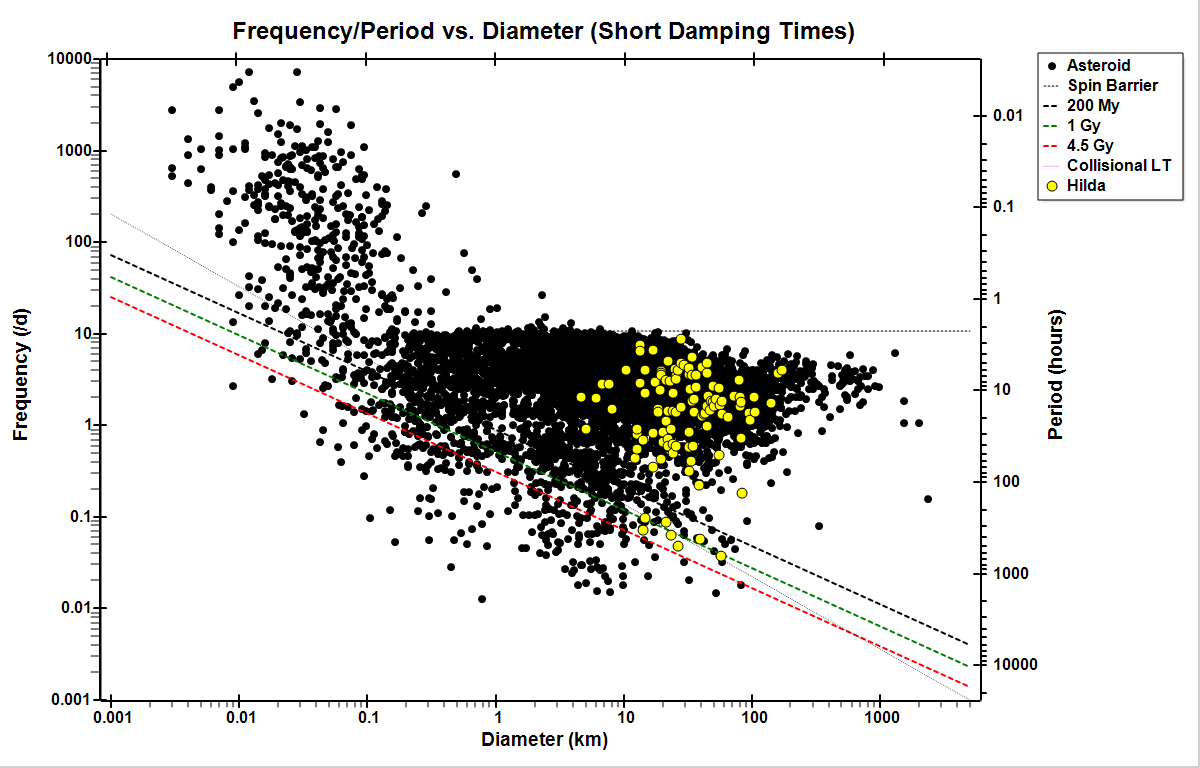 Frequency/Period vs. Diameter (Short Damping Times)
Asteroid
Spin Barrier
200 My
1 Gy
4.5 Gy
Collisional LT
Hilda
Frequency (/d)
10000
1000
100
10
1
0.1
0.01
0.001
0.001
0.01
0.1
1
10
100
1000
Diameter (km)
0.01
0.1
1
10
100
1000
10000
Period (hours)